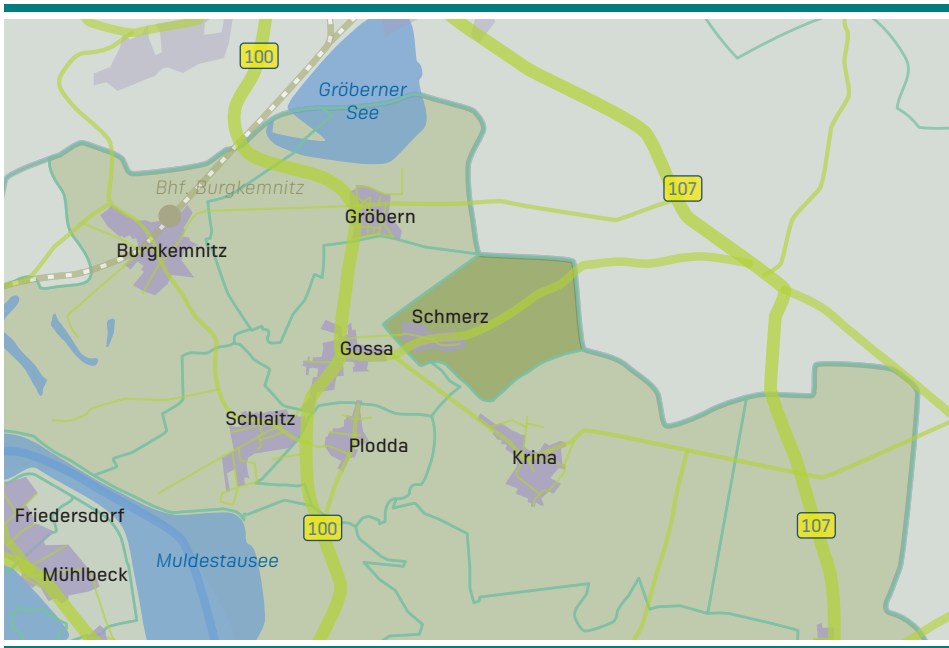 100
Gröberner
See
107
Bhf. Burgkemnitz
Gröbern
Burgkemnitz
Schmerz
Gossa
Schlaitz
Plodda
Krina
Friedersdorf
100
107
Muldestausee
Mühlbeck